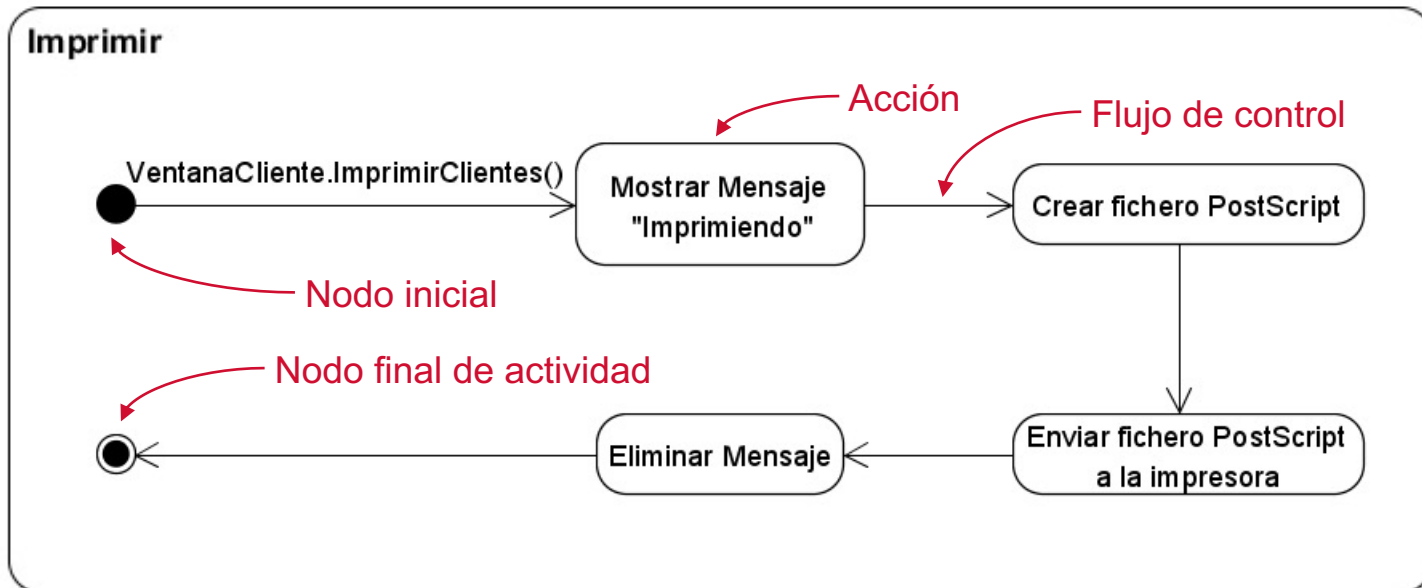 Imprimir
Acción
Flujo de control
VentanaCliente.ImprimirClientes()
Mostrar Mensaje
"Imprimiendo"
Crear fichero PostScript
Nodo inicial
Nodo final de actividad
Eliminar Mensaje
Enviar fichero PostScript
a la impresora